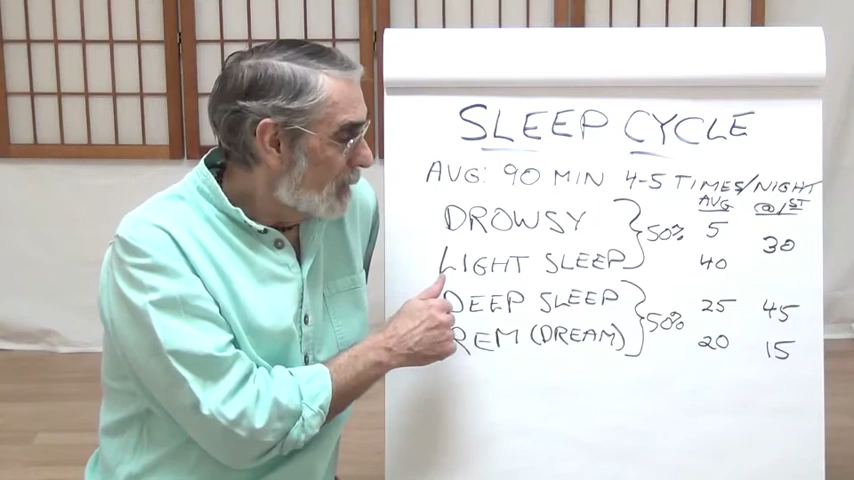 SLEEP CYCLE
AVG: 90 MIN 4-5 TIMES/NIGHT
AVG @/ST
DROWSY 50% 5 30
LIGHT SLEEP 40
DEEP SLEEP 50% 25 45
REM (DREAM) 20 15